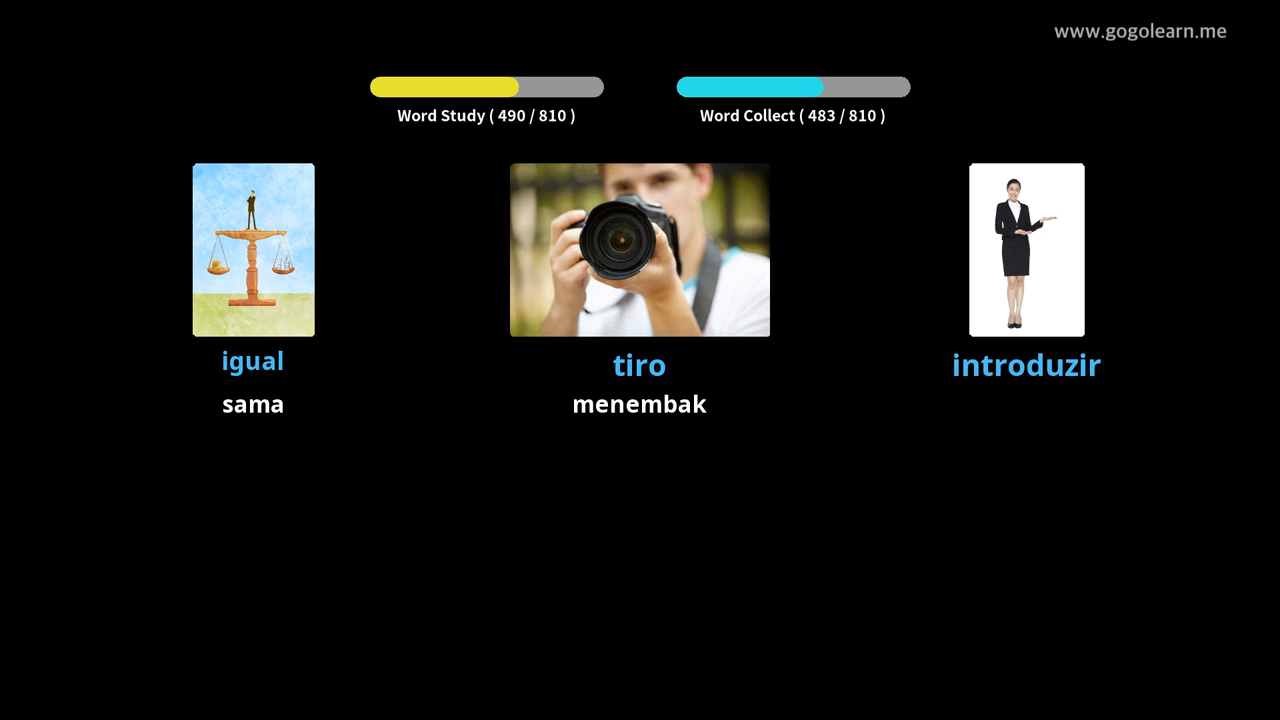 www.gogolearn.me
Word Study ( 490 / 810 )
Word Collect ( 483 / 810 )
igual
tiro
introduzir
sama
menembak